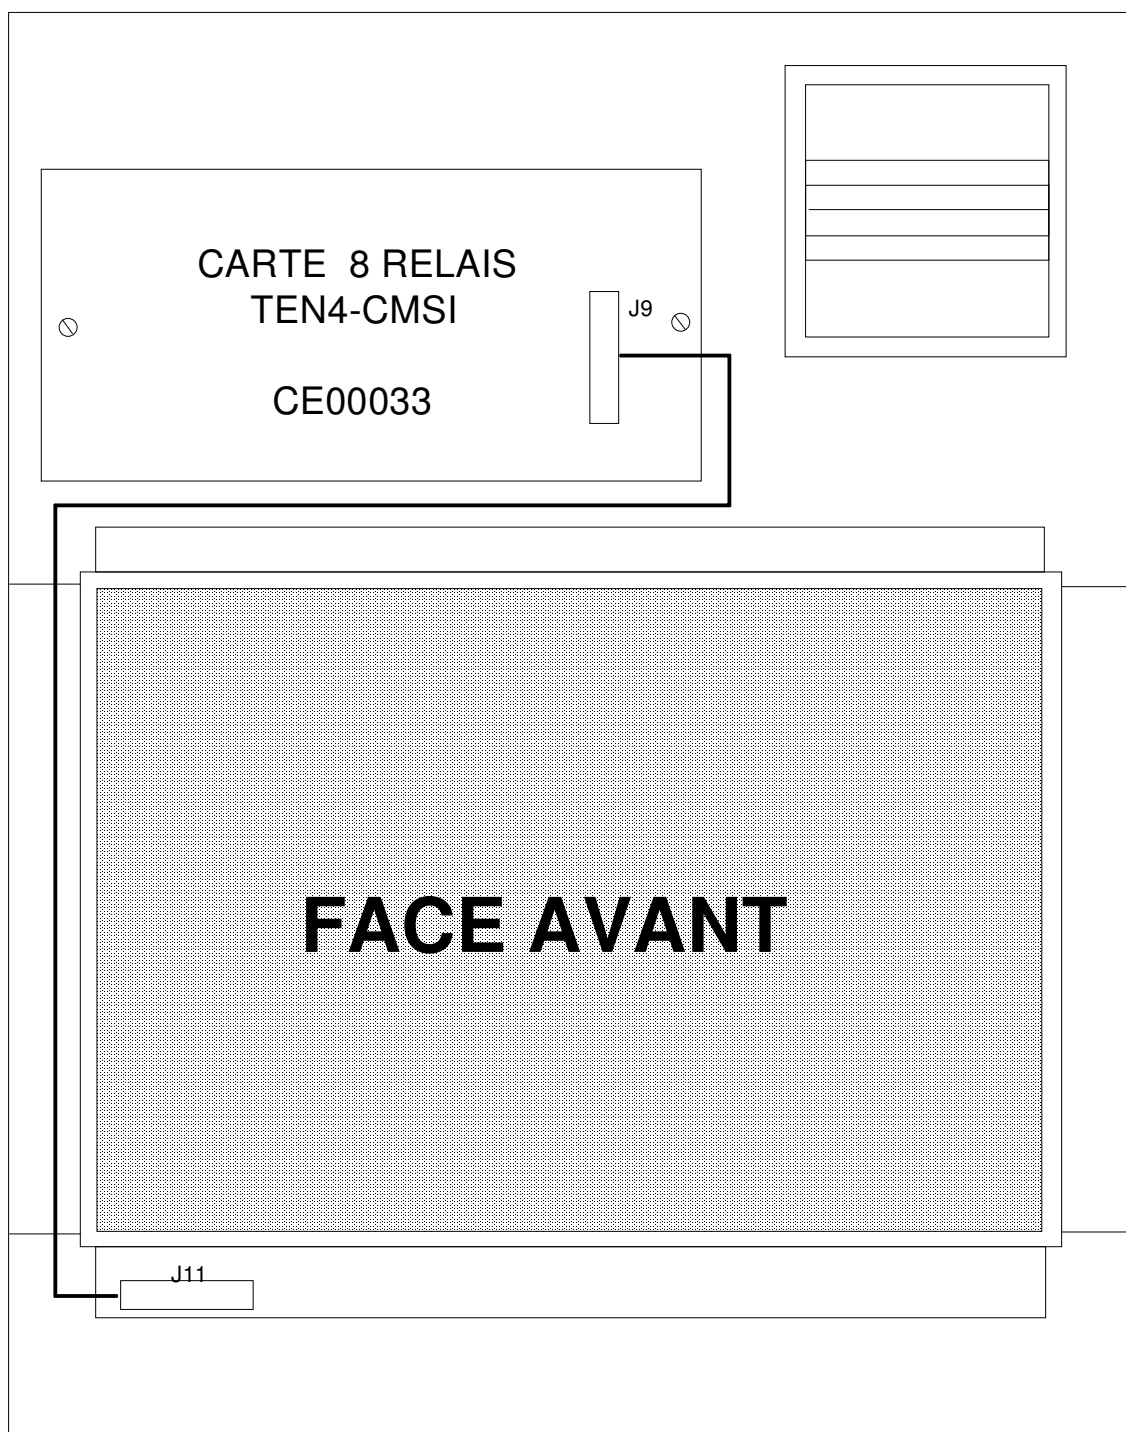 CARTE 8 RELAIS
TEN4-CMSI
J9
CE00033
FACE AVANT
J11